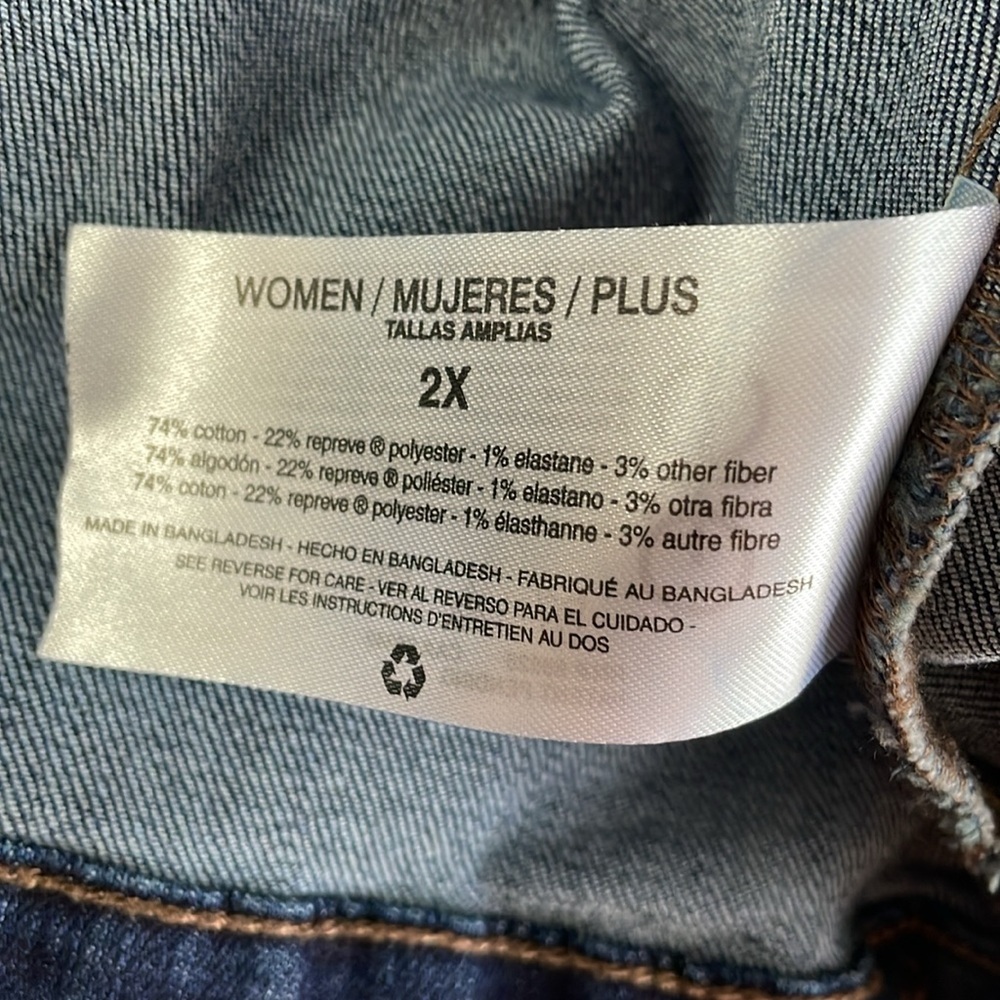 WOMEN / MUJERES / PLUS
TALLAS AMPLIAS
2X
74% cotton - 22% repreve ® polyester - 1% elastane - 3% other fiber
74% algodón - 22% repreve ® poliéster - 1% elastano - 3% otra fibra
74% coton - 22% repreve ® polyester - 1% élasthanne - 3% autre fibre
MADE IN BANGLADESH - HECHO EN BANGLADESH - FABRIQUÉ AU BANGLADESH
SEE REVERSE FOR CARE - VER AL REVERSO PARA EL CUIDADO -
VOIR LES INSTRUCTIONS D'ENTRETIEN AU DOS